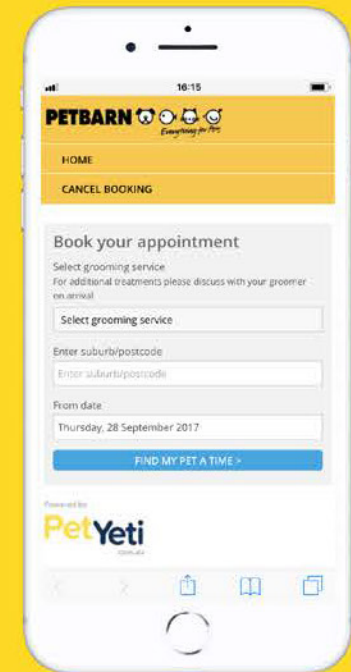 16:15
PETBARN
Everything for Pets
HOME
CANCEL BOOKING
Book your appointment
Select grooming service
For additional treatments please discuss with your groomer
on arrival
Select grooming service
Enter suburb/postcode
Enter suburb/postcode
From date
Thursday, 28 September 2017
FIND MY PET A TIME >
Powered by
PetYeti
.com.au